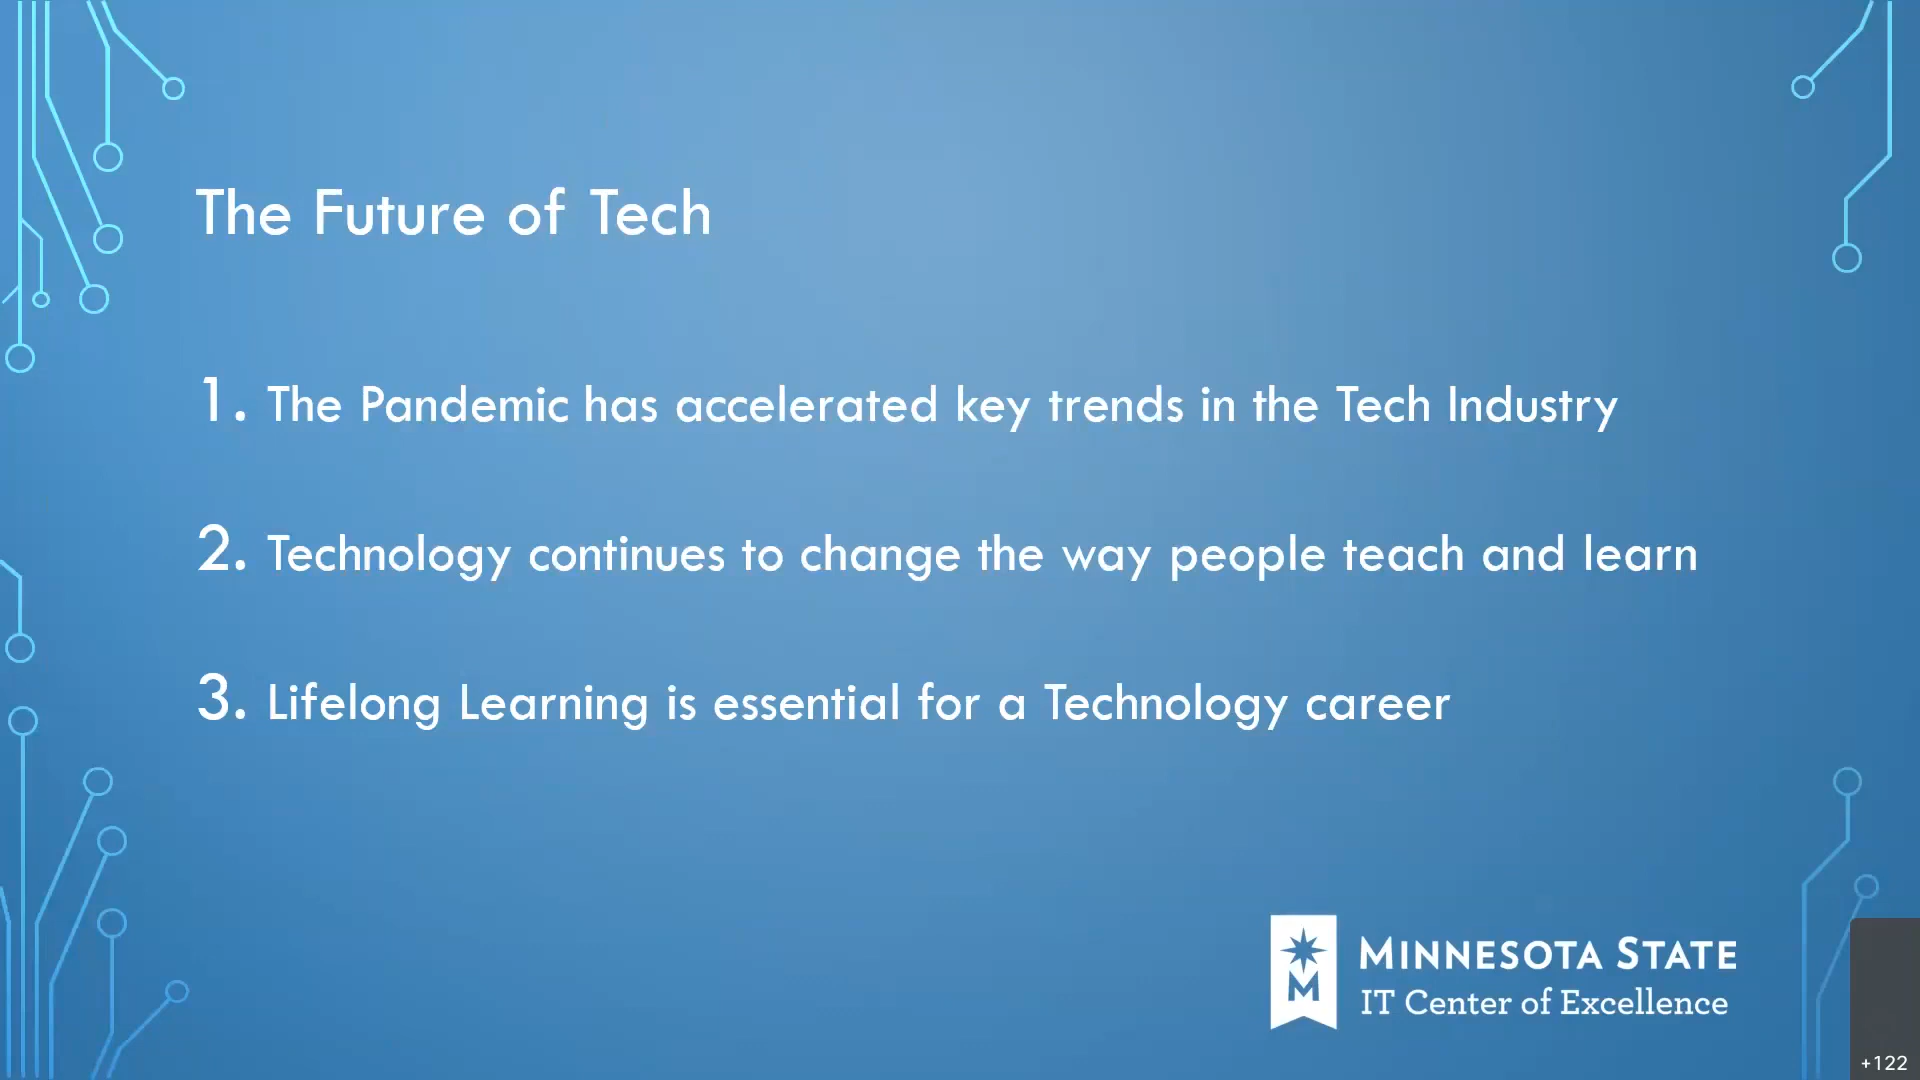 The Future of Tech
1. The Pandemic has accelerated key trends in the Tech Industry
2. Technology continues to change the way people teach and learn
3. Lifelong Learning is essential for a Technology career
M
MINNESOTA STATE
IT Center of Excellence
+122